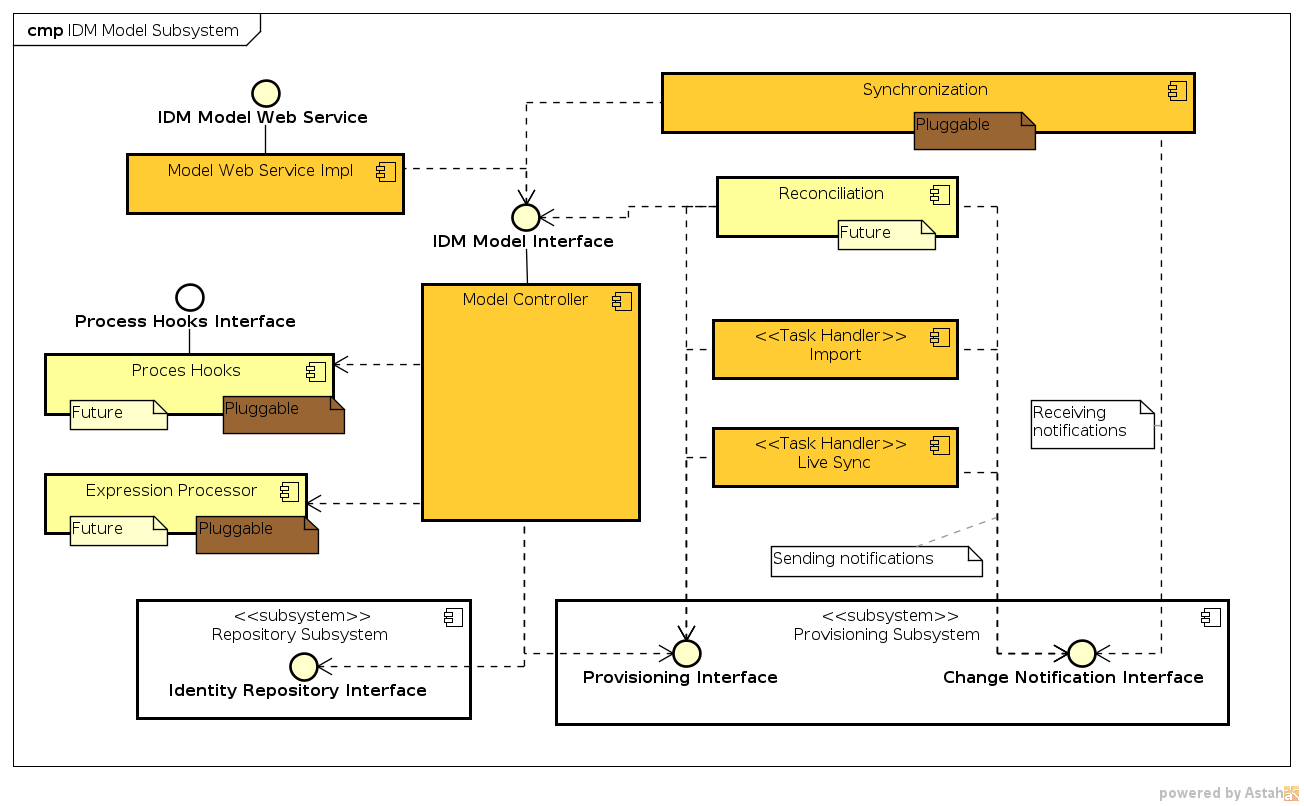 cmp IDM Model Subsystem
IDM Model Web Service
Model Web Service Impl
Synchronization
Pluggable
Reconciliation
Future
IDM Model Interface
Model Controller
Process Hooks Interface
Proces Hooks
Future
Pluggable
<<Task Handler>>
Import
<<Task Handler>>
Live Sync
Receiving
notifications
Expression Processor
Future
Pluggable
Sending notifications
<<subsystem>>
Repository Subsystem
Identity Repository Interface
<<subsystem>>
Provisioning Subsystem
Provisioning Interface
Change Notification Interface
powered by Astah